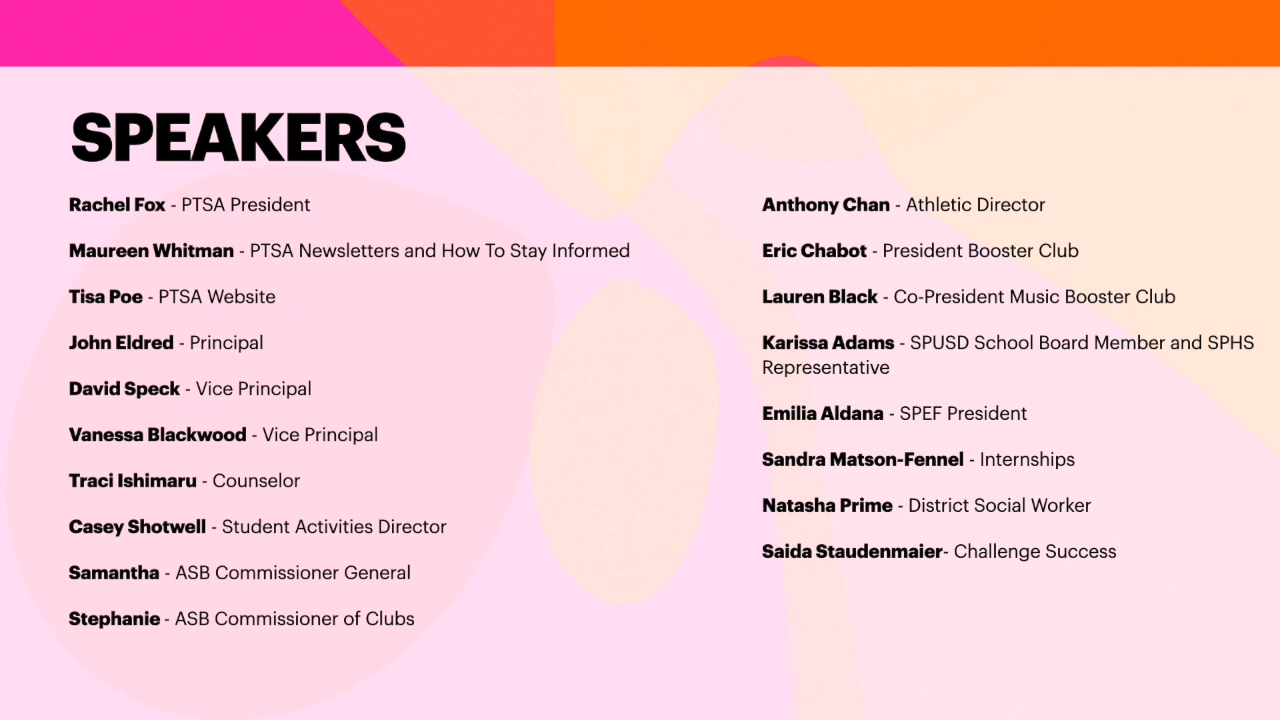 SPEAKERS
Rachel Fox - PTSA President
Maureen Whitman - PTSA Newsletters and How To Stay Informed
Tisa Poe - PTSA Website
John Eldred - Principal
David Speck - Vice Principal
Vanessa Blackwood - Vice Principal
Traci Ishimaru - Counselor
Casey Shotwell - Student Activities Director
Samantha - ASB Commissioner General
Stephanie - ASB Commissioner of Clubs
Anthony Chan - Athletic Director
Eric Chabot - President Booster Club
Lauren Black - Co-President Music Booster Club
Karissa Adams - SPUSD School Board Member and SPHS
Representative
Emilia Aldana - SPEF President
Sandra Matson-Fennel - Internships
Natasha Prime - District Social Worker
Saida Staudenmaier- Challenge Success